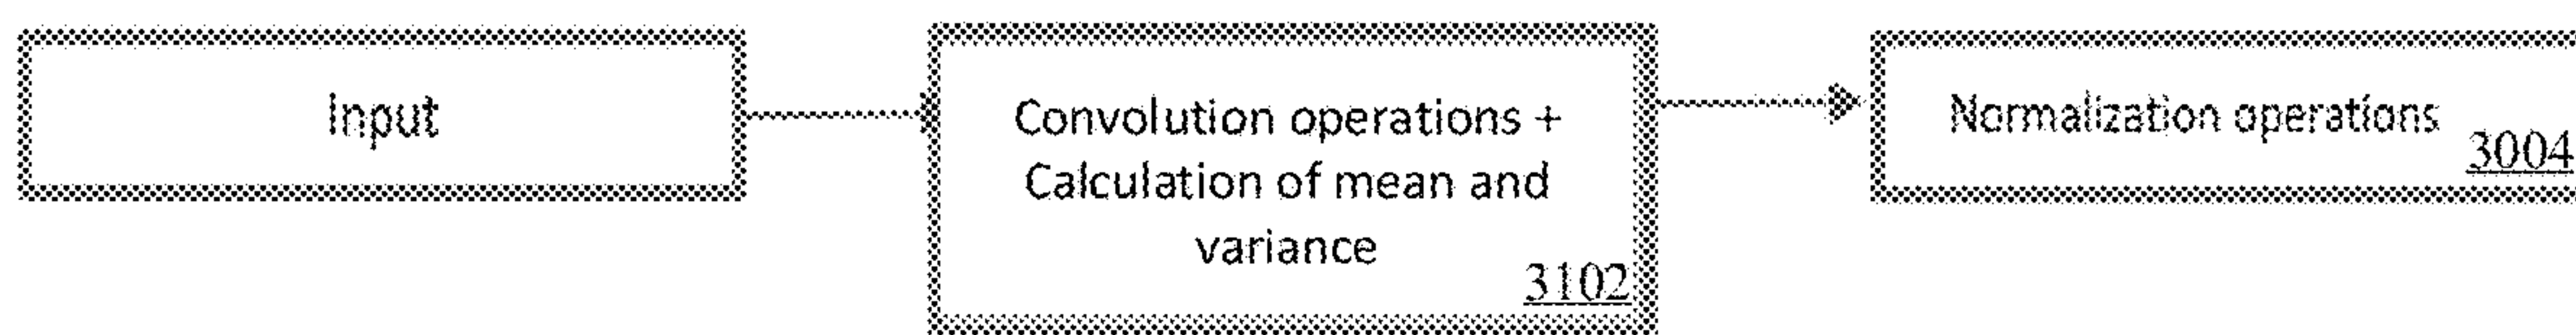 Input
Convolution operations +
Calculation of mean and
variance
3102
Normalization operations
3004